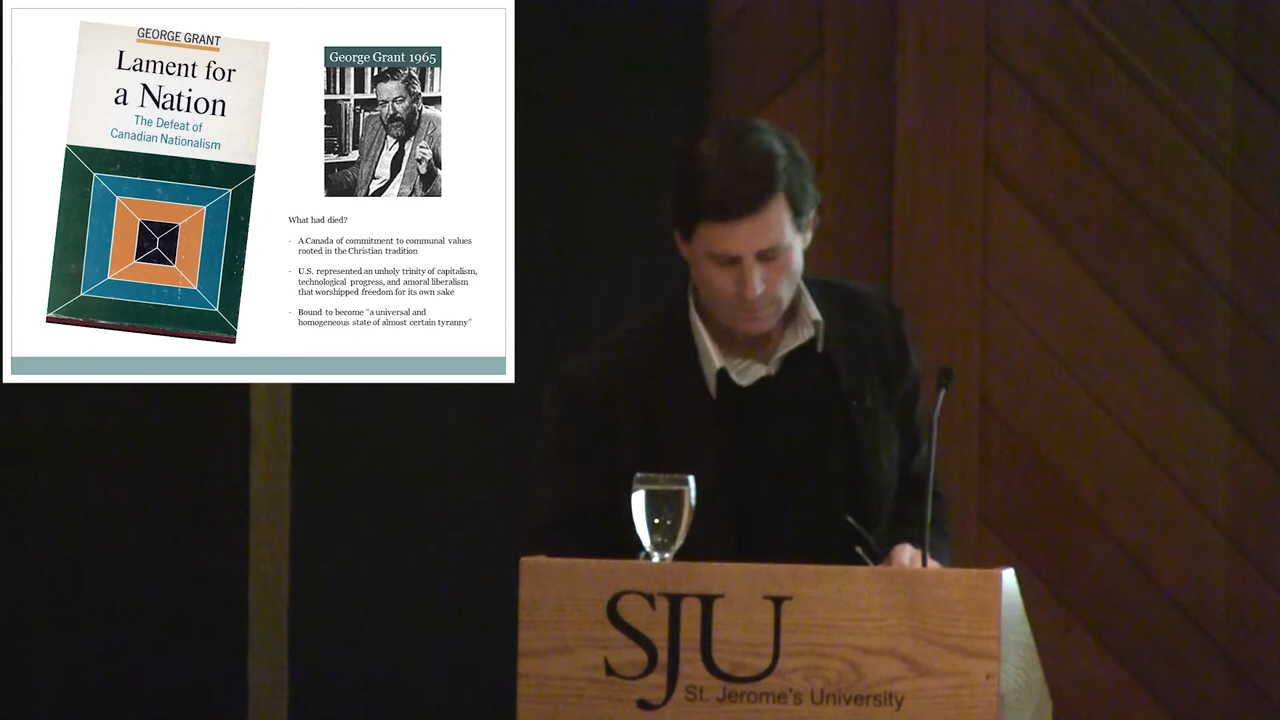 GEORGE GRANT
Lament for
a Nation
The Defeat of
Canadian Nationalism
George Grant 1965
What had died?
- A Canada of commitment to communal values
rooted in the Christian tradition
- U.S. represented an unholy trinity of capitalism,
technological progress, and amoral liberalism
that worshipped freedom for its own sake
- Bound to become "a universal and
homogeneous state of almost certain tyranny"
SJU
St. Jerome's University